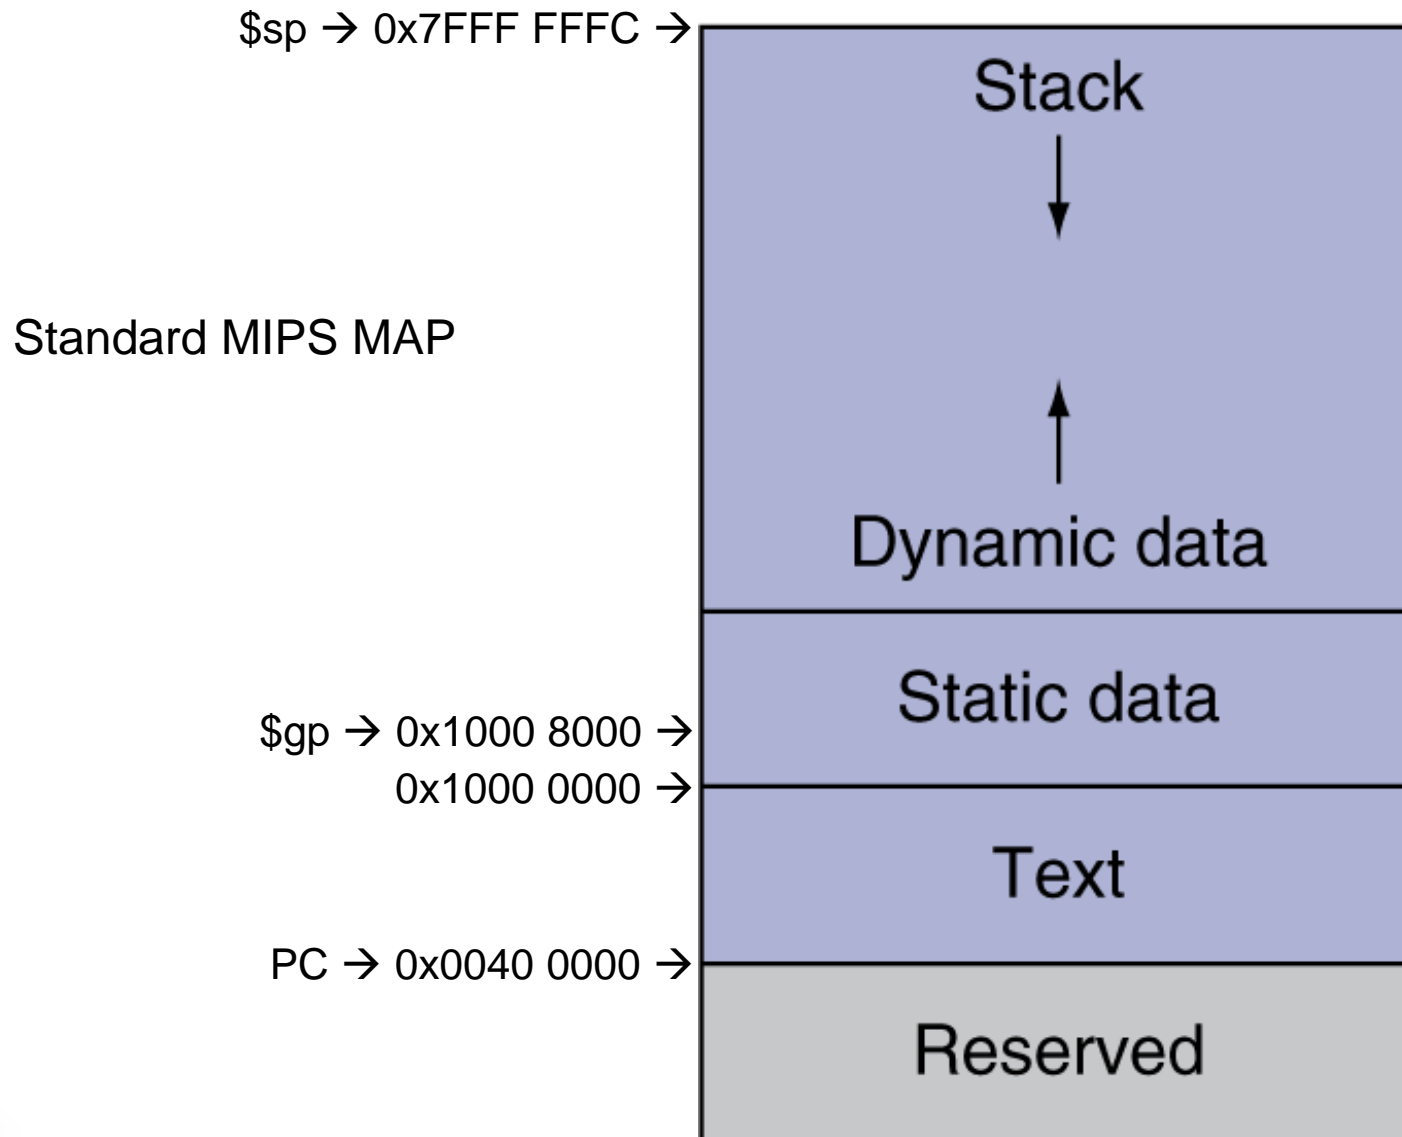 $sp → 0x7FFF FFFC →
Stack
Standard MIPS MAP
Dynamic data
Static data
$gp → 0x1000 8000 →
0x1000 0000 →
Text
PC → 0x0040 0000 →
Reserved